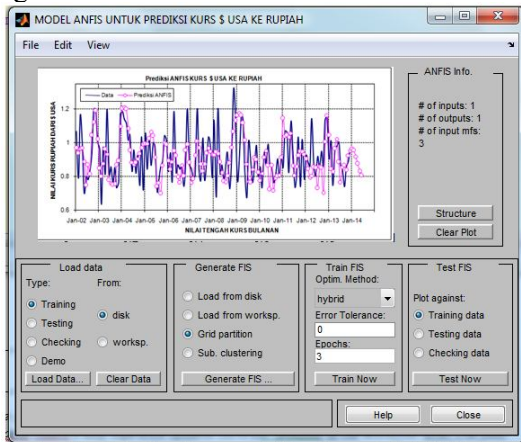 MODEL ANFIS UNTUK PREDIKSI KURS $ USA KE RUPIAH
File Edit View
Prediksi ANFIS KURS $ USA KE RUPIAH
Data
Prediksi ANFIS
NILAI KURS RUPIAH DARI $ USA
1.2
1
0.8
0.6
Jan-02 Jan-03 Jan-04 Jan-05 Jan-06 Jan-07 Jan-08 Jan-09 Jan-10 Jan-11 Jan-12 Jan-13 Jan-14
NILAI TENGAH KURS BULANAN
ANFIS Info.
# of inputs: 1
# of outputs: 1
# of input mfs:
3
Structure
Clear Plot
Load data
Type: From:
Training
Testing
Checking
Demo
disk
worksp.
Load Data... Clear Data
Generate FIS
Load from disk
Load from worksp.
Grid partition
Sub. clustering
Generate FIS ...
Train FIS
Optim. Method:
hybrid
Error Tolerance:
0
Epochs:
3
Train Now
Test FIS
Plot against:
Training data
Testing data
Checking data
Test Now
Help Close